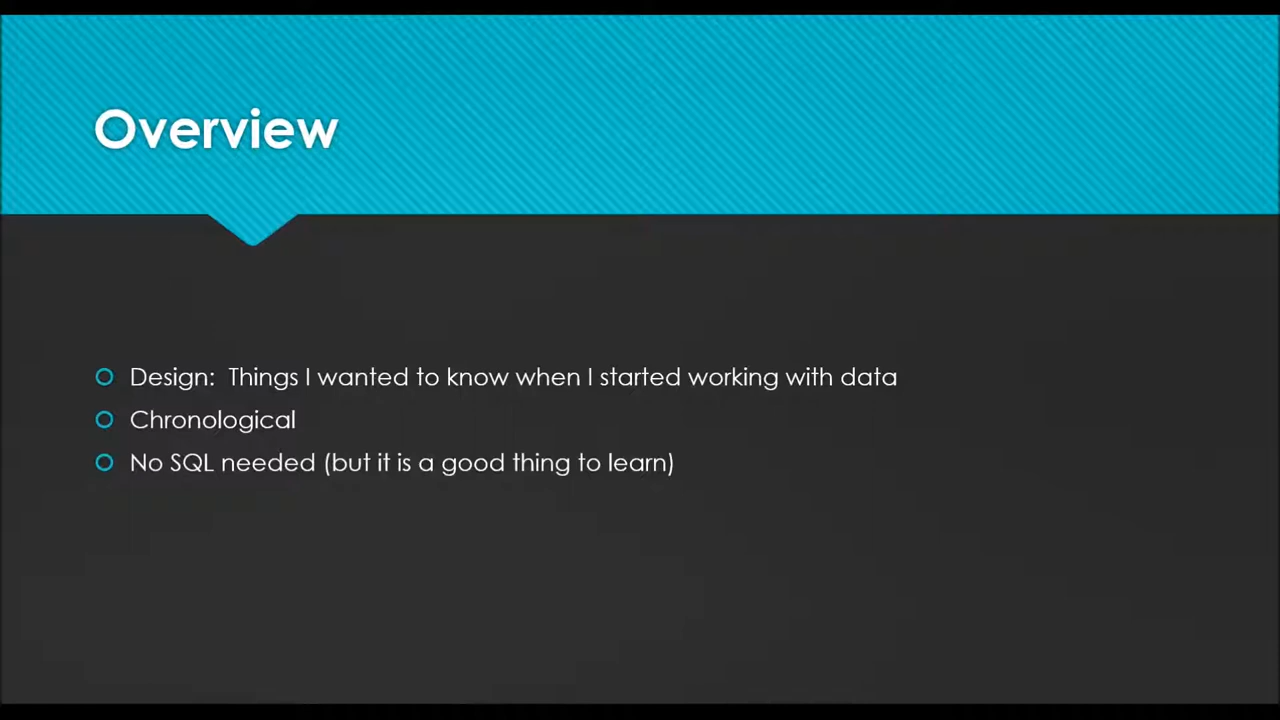 Overview
Design:  Things I wanted to know when I started working with data
Chronological
No SQL needed (but it is a good thing to learn)